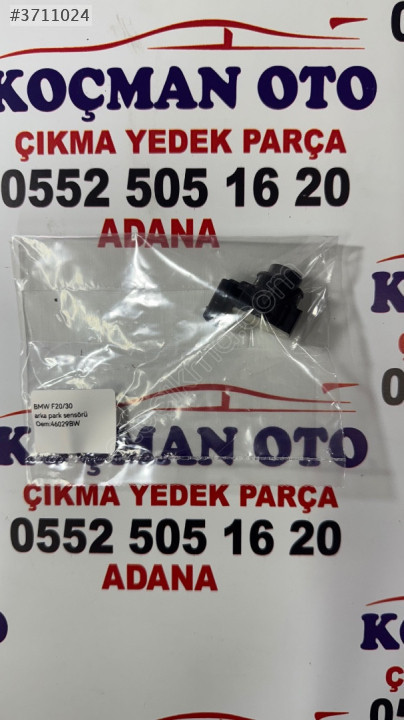 #3711024
KOÇMAN OTO
ÇIKMA YEDEK PARÇA
0552 505 16 20
ADANA
BMW F20/30
arka park sensörü
Oem:46029BW
KOÇMAN OTO
ÇIKMA YEDEK PARÇA
0552 505 16 20
ADANA